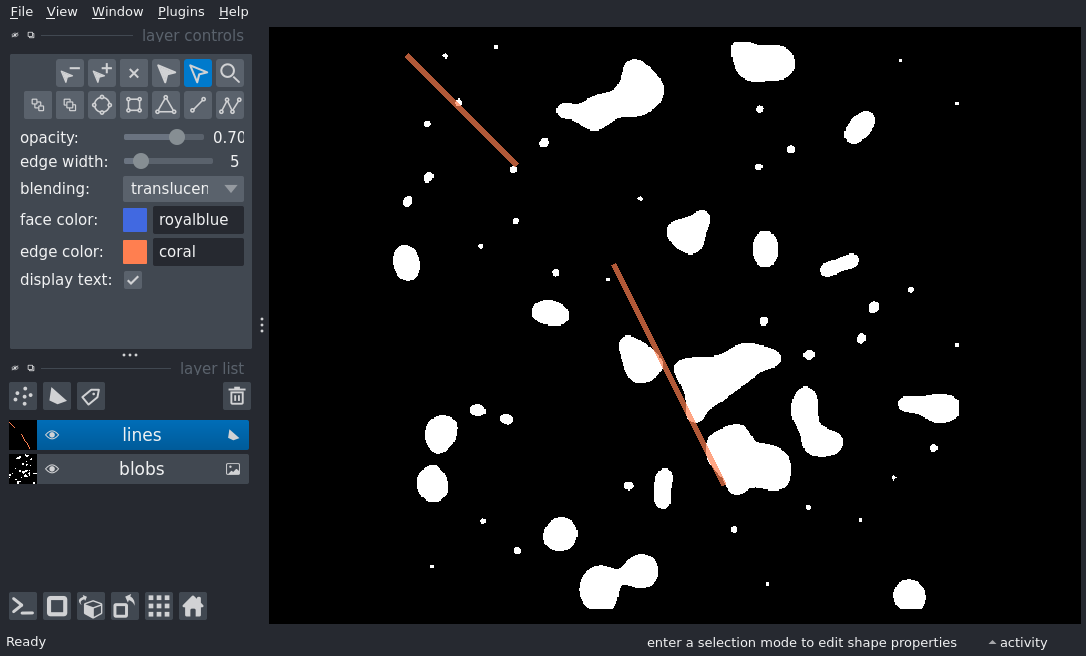 File View Window Plugins Help
layer controls
opacity: 0.70
edge width: 5
blending: translucen
face color: royalblue
edge color: coral
display text:
layer list
lines
blobs
Ready
enter a selection mode to edit shape properties
activity